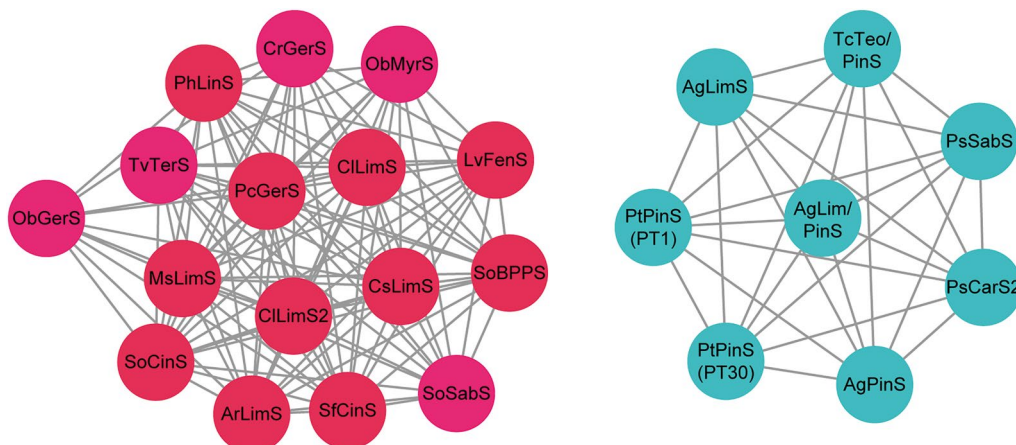 CrGerS
ObMyrS
PhLinS
TvTerS
PcGerS
ClLimS
LvFenS
ObGerS
MsLimS
ClLimS2
CsLimS
SoBPPS
SoCinS
ArLimS
SfCinS
SoSabS
TcTeo/
PinS
AgLimS
PsSabS
PtPinS
(PT1)
AgLim/
PinS
PsCarS2
PtPinS
(PT30)
AgPinS